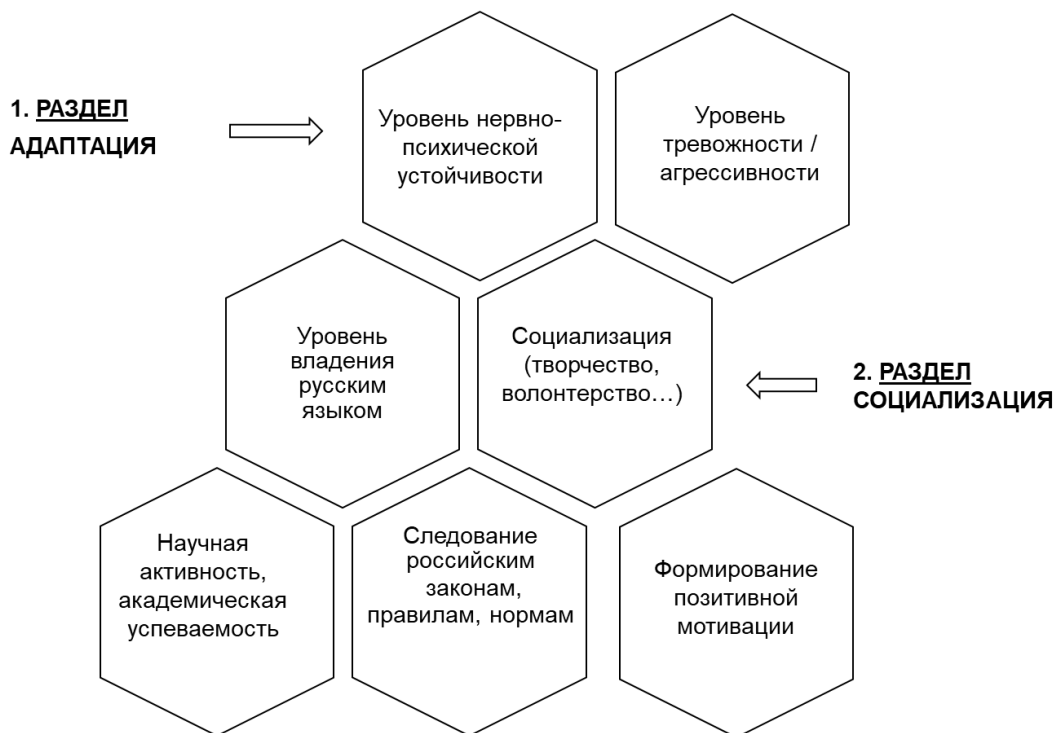 1. РАЗДЕЛ
АДАПТАЦИЯ
Уровень нервно-
психической
устойчивости
Уровень
тревожности /
агрессивности
Уровень
владения
русским
языком
Социализация
(творчество,
волонтерство…)
2. РАЗДЕЛ
СОЦИАЛИЗАЦИЯ
Научная
активность,
академическая
успеваемость
Следование
российским
законам,
правилам, нормам
Формирование
позитивной
мотивации